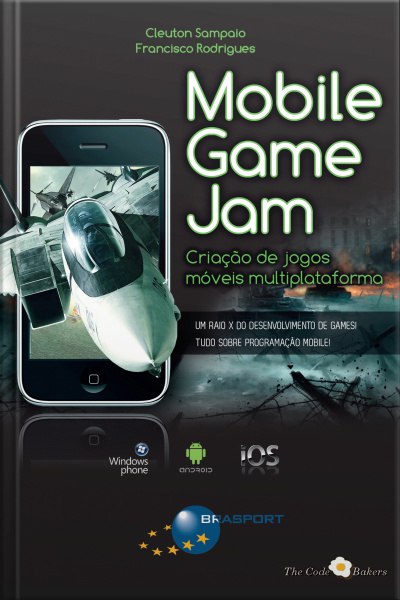 Cleuton Sampaio
Francisco Rodrigues
Mobile
Game
Jam
Criação de jogos
móveis multiplataforma
UM RAIO X DO DESENVOLVIMENTO DE GAMES!
TUDO SOBRE PROGRAMAÇÃO MOBILE!
Windows
phone
ANDROID
iOS
BRASPORT
The Code Bakers